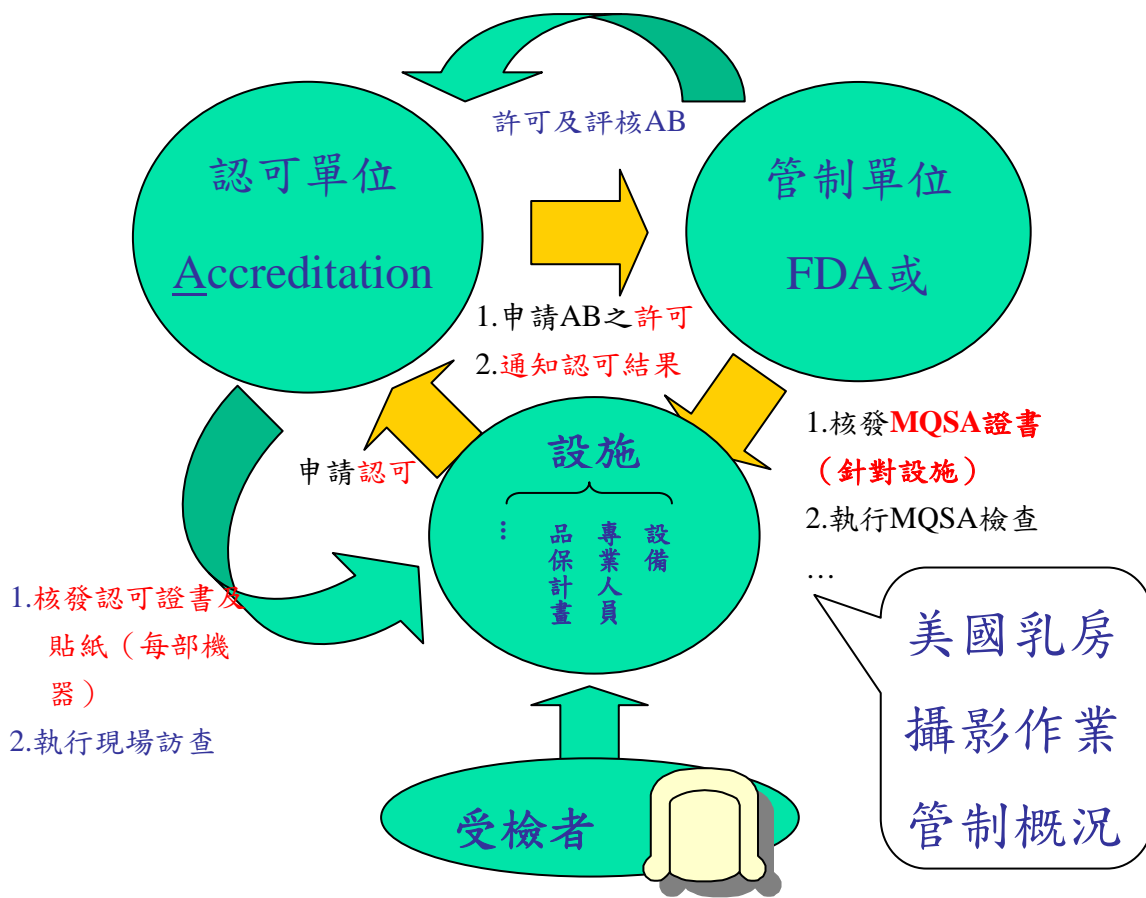 許可及評核AB
認可單位
Accreditation
管制單位
FDA或
1.申請AB之許可
2.通知認可結果
申請認可
設施
設備
專業人員
品保計畫
…
1.核發MQSA證書
（針對設施）
2.執行MQSA檢查
…
1.核發認可證書及
貼紙（每部機
器）
2.執行現場訪查
受檢者
美國乳房
攝影作業
管制概況